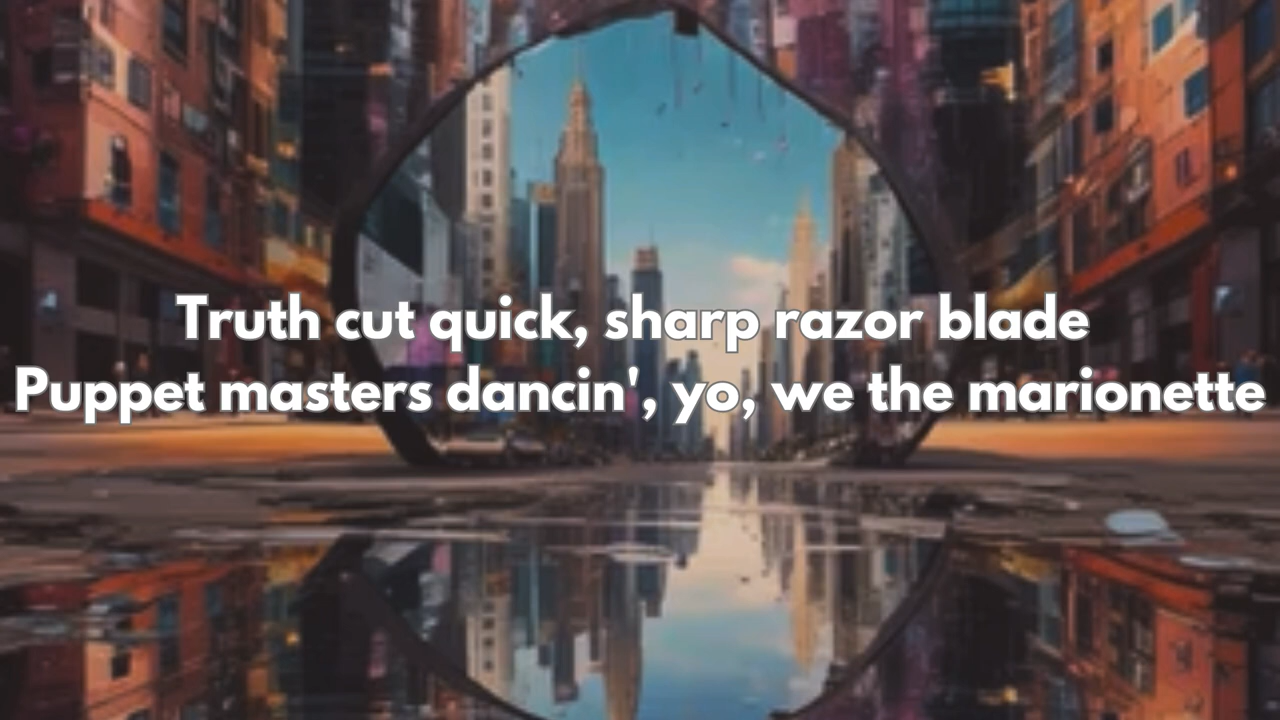 Truth cut quick, sharp razor blade
Puppet masters dancin', yo, we the marionette